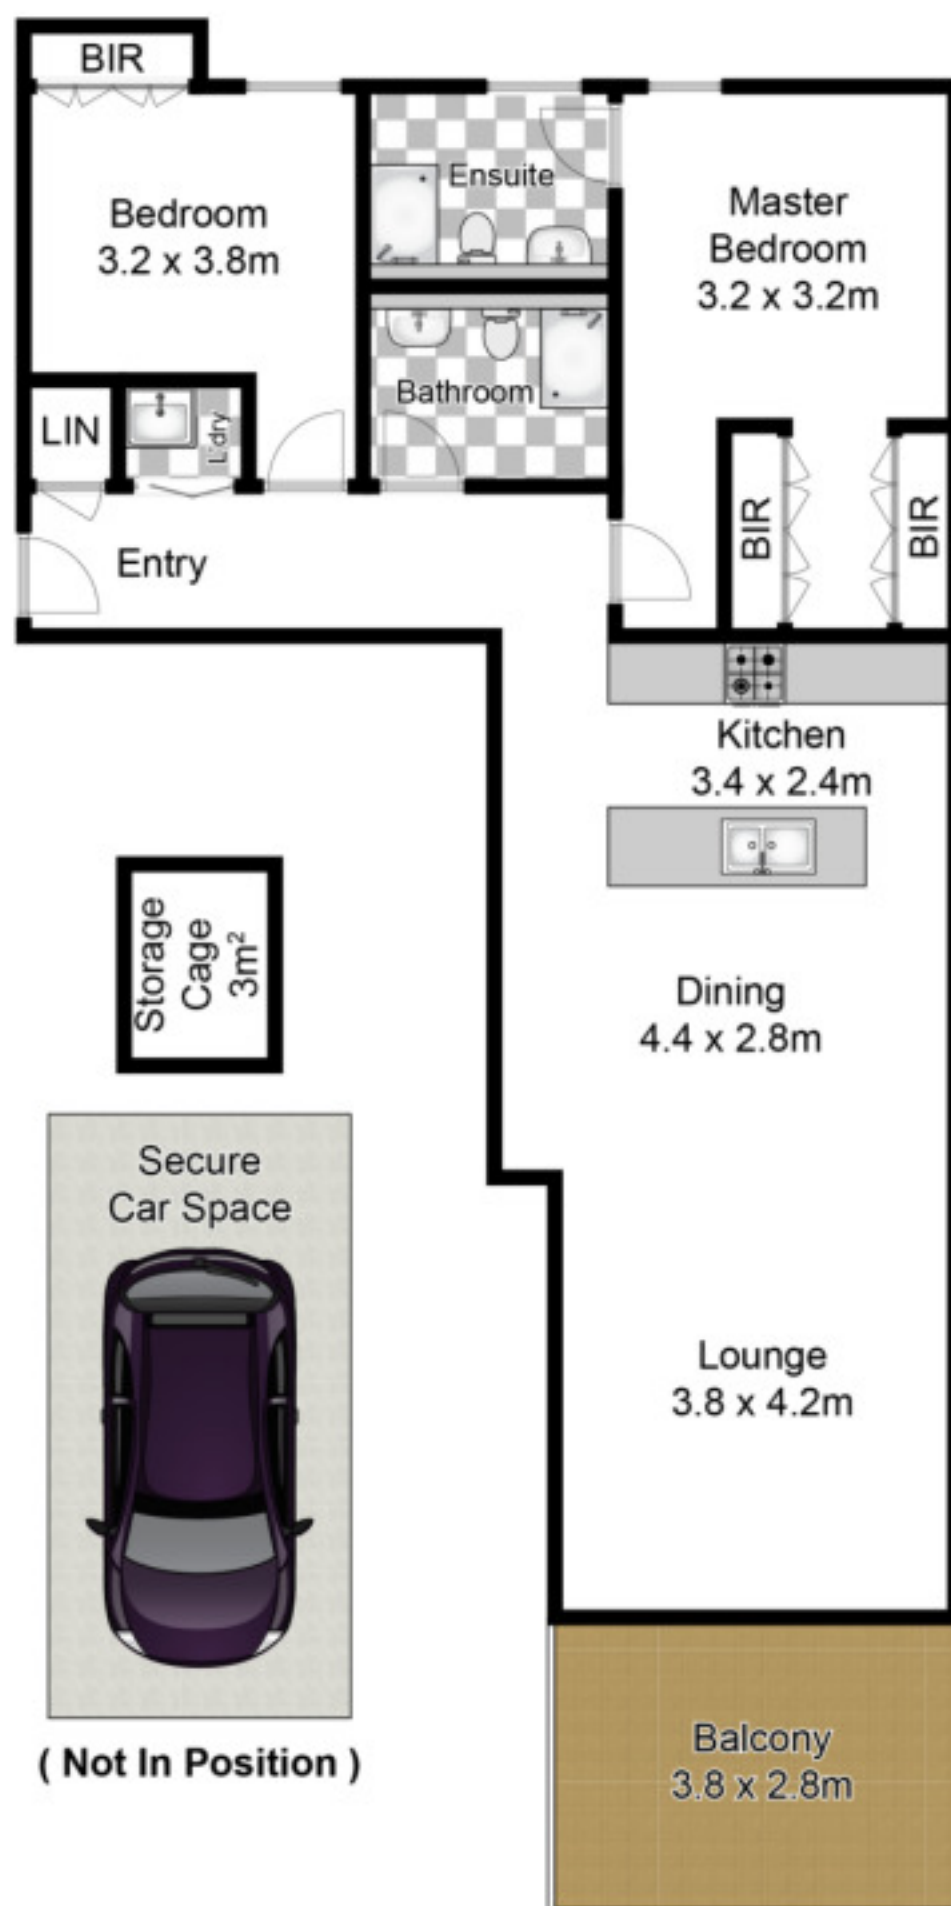 BIR
Bedroom
3.2 x 3.8m
Ensuite
Master
Bedroom
3.2 x 3.2m
Bathroom
LIN
L'dry
BIR
BIR
Entry
Kitchen
3.4 x 2.4m
Storage
Cage
3m²
Dining
4.4 x 2.8m
Secure
Car Space
Lounge
3.8 x 4.2m
( Not In Position )
Balcony
3.8 x 2.8m